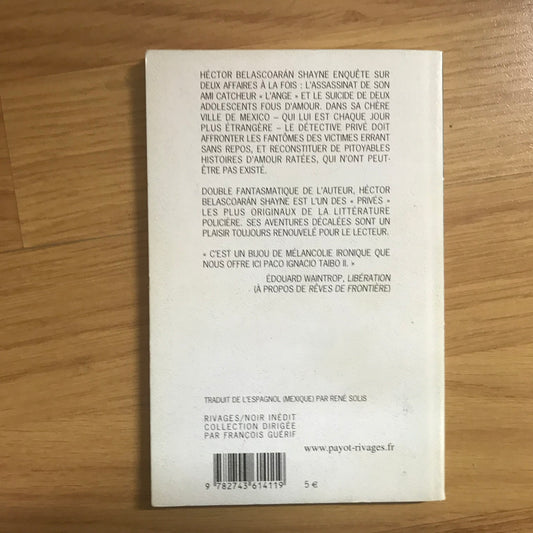 HÉCTOR BELASCOARÁN SHAYNE ENQUÊTE SUR
DEUX AFFAIRES À LA FOIS : L'ASSASSINAT DE SON
AMI CATCHEUR « L'ANGE » ET LE SUICIDE DE DEUX
ADOLESCENTS FOUS D'AMOUR. DANS SA CHÈRE
VILLE DE MEXICO – QUI LUI EST CHAQUE JOUR
PLUS ÉTRANGÈRE – LE DÉTECTIVE PRIVÉ DOIT
AFFRONTER LES FANTÔMES DES VICTIMES ERRANT
SANS REPOS, ET RECONSTITUER DE PITOYABLES
HISTOIRES D'AMOUR RATÉES, QUI N'ONT PEUT-
ÊTRE PAS EXISTÉ.
DOUBLE FANTASMATIQUE DE L'AUTEUR, HÉCTOR
BELASCOARÁN SHAYNE EST L'UN DES « PRIVÉS »
LES PLUS ORIGINAUX DE LA LITTÉRATURE
POLICIÈRE. SES AVENTURES DÉCALÉES SONT UN
PLAISIR TOUJOURS RENOUVELÉ POUR LE LECTEUR.
« C'EST UN BIJOU DE MÉLANCOLIE IRONIQUE QUE
NOUS OFFRE ICI PACO IGNACIO TAIBO II. »
ÉDOUARD WAINTROP, LIBÉRATION
(À PROPOS DE RÊVES DE FRONTIÈRE)
TRADUIT DE L'ESPAGNOL (MEXIQUE) PAR RENÉ SOLIS
RIVAGES/NOIR INÉDIT
COLLECTION DIRIGÉE
PAR FRANÇOIS GUÉRIF
www.payot-rivages.fr
9 782743 614119
5 €